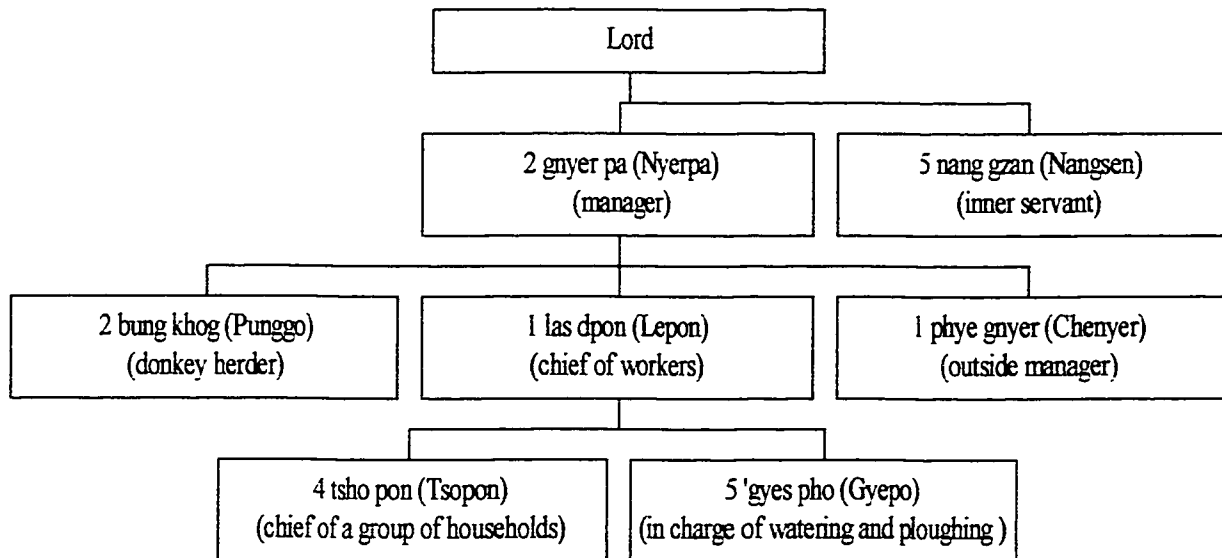 Lord
2 gnyer pa (Nyerpa)
(manager)
5 nang gzan (Nangsen)
(inner servant)
2 bung khog (Punggo)
(donkey herder)
1 las dpon (Lepon)
(chief of workers)
1 phye gnyer (Chenyer)
(outside manager)
4 tsho pon (Tsopon)
(chief of a group of households)
5 'gyes pho (Gyepo)
(in charge of watering and ploughing )